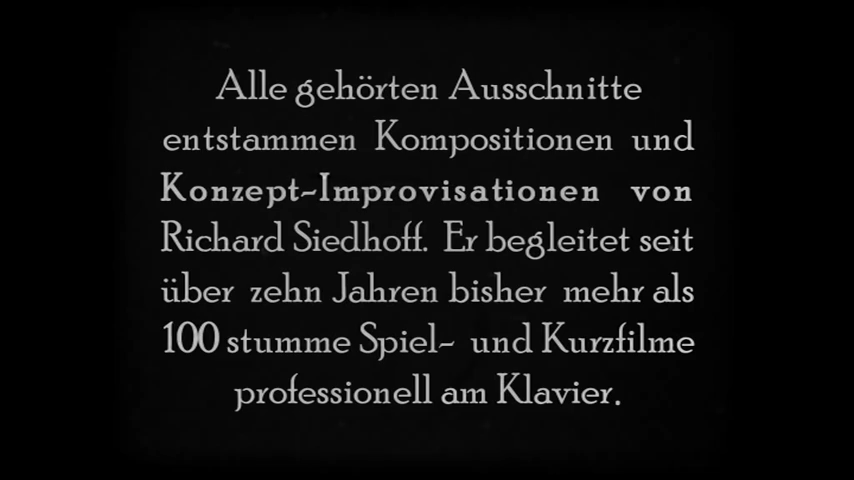 Alle gehörten Ausschnitte
entstammen Kompositionen und
Konzept-Improvisationen von
Richard Siedhoff. Er begleitet seit
über zehn Jahren bisher mehr als
100 stumme Spiel- und Kurzfilme
professionell am Klavier.